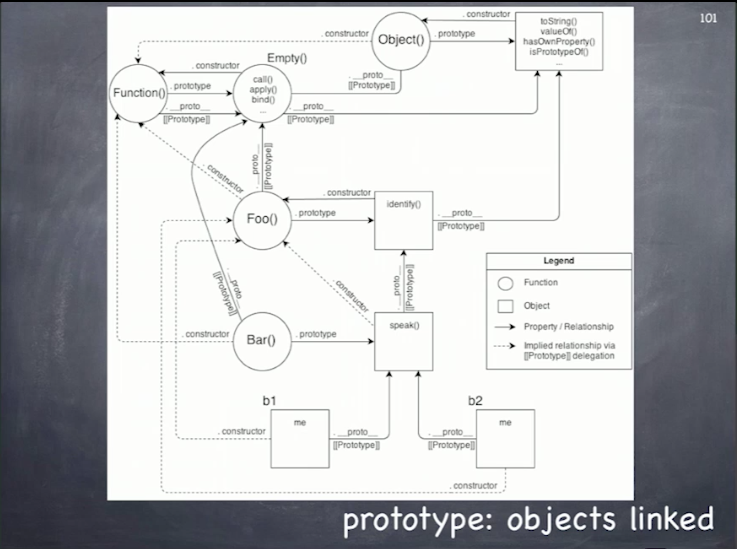 101
. constructor
toString()
valueOf()
hasOwnProperty()
isPrototypeOf()
...
. constructor
Object()
. prototype
Empty()
. constructor
Function()
. prototype
call()
apply()
bind()
...
. __proto__
[[Prototype]]
. __proto__
[[Prototype]]
. __proto__
[[Prototype]]
. __proto__
[[Prototype]]
. constructor
. constructor
Foo()
. prototype
identify()
. __proto__
[[Prototype]]
. __proto__
[[Prototype]]
. constructor
. __proto__
[[Prototype]]
. constructor
Bar()
. prototype
speak()
Legend
Function
Object
Property / Relationship
Implied relationship via
[[Prototype]] delegation
b1
me
. constructor
. __proto__
[[Prototype]]
b2
me
. __proto__
[[Prototype]]
. constructor
prototype: objects linked